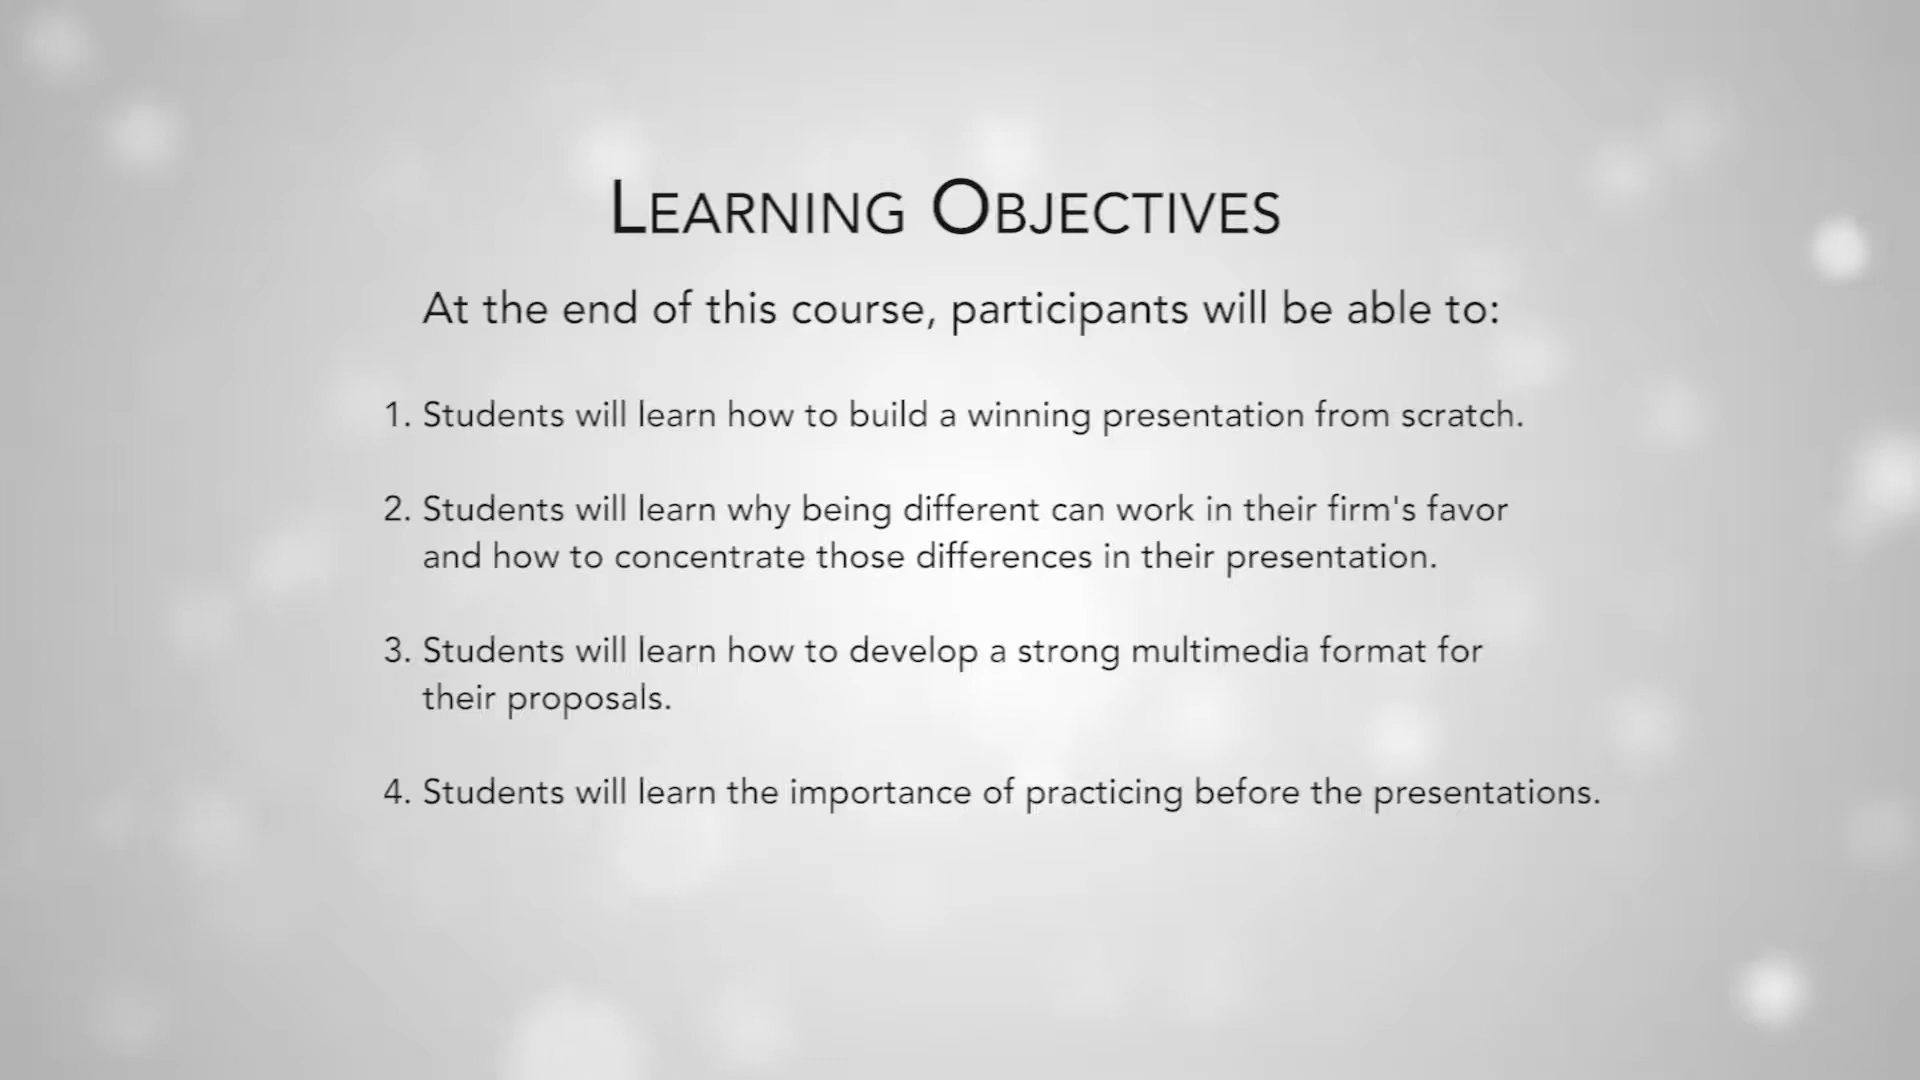 Learning Objectives
At the end of this course, participants will be able to:
1. Students will learn how to build a winning presentation from scratch.
2. Students will learn why being different can work in their firm's favor
and how to concentrate those differences in their presentation.
3. Students will learn how to develop a strong multimedia format for
their proposals.
4. Students will learn the importance of practicing before the presentations.